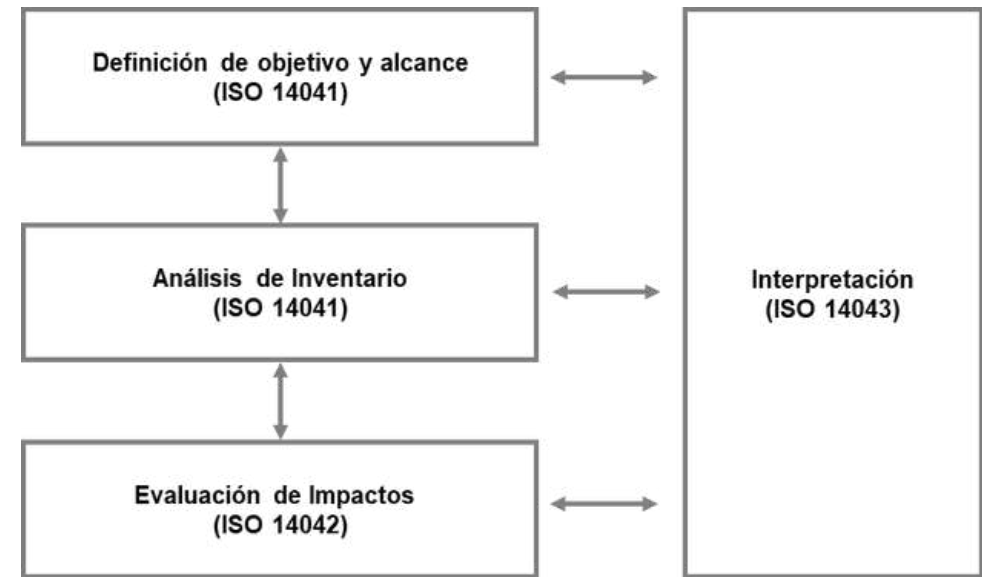 Definición de objetivo y alcance
(ISO 14041)
Análisis de Inventario
(ISO 14041)
Evaluación de Impactos
(ISO 14042)
Interpretación
(ISO 14043)